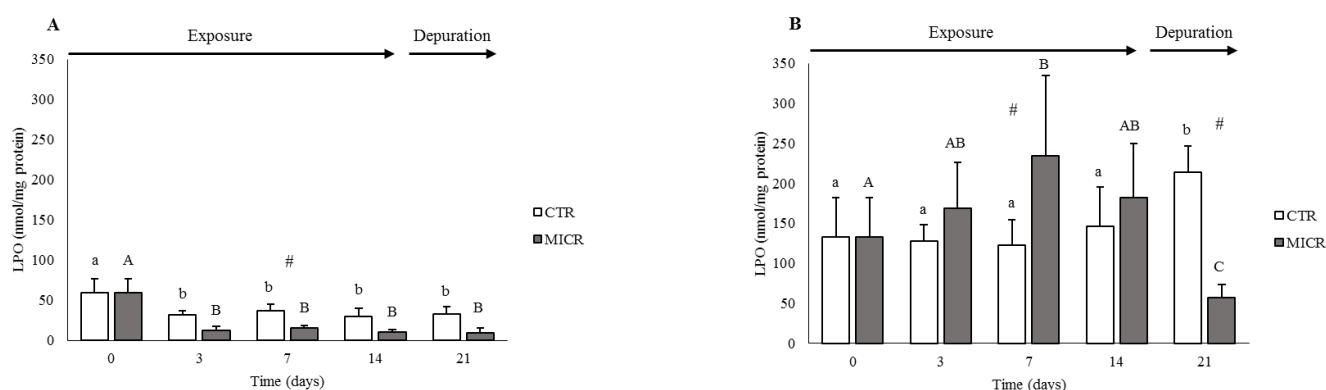 A
Exposure Depuration
350
300
250
200
150
100
50
0
LPO (nmol/mg protein)
a A b B b # B b B b B
0 3 7 14 21
Time (days)
CTR
MICR
B
Exposure Depuration
350
300
250
200
150
100
50
0
LPO (nmol/mg protein)
a A a AB a # B a AB b C #
0 3 7 14 21
Time (days)
CTR
MICR